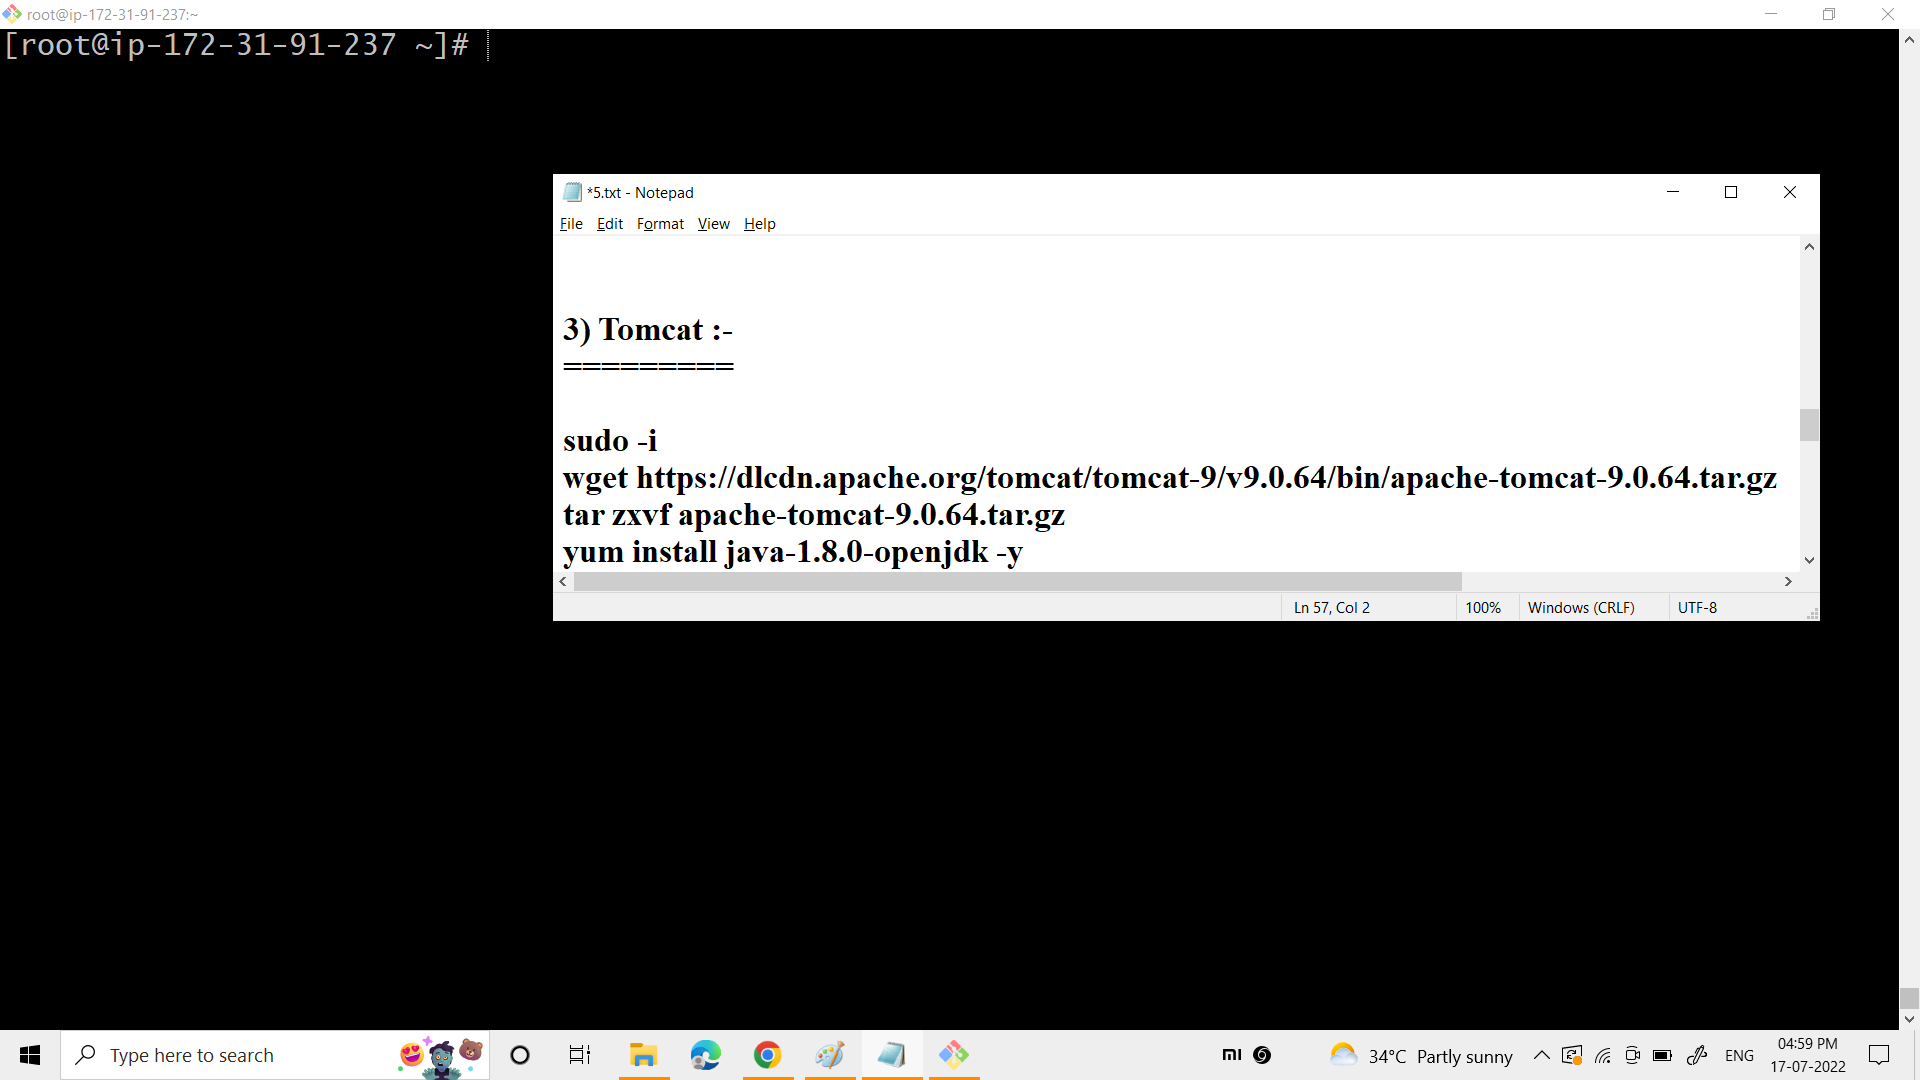 root@ip-172-31-91-237:~
[root@ip-172-31-91-237 ~]#
*5.txt - Notepad
File Edit Format View Help
3) Tomcat :-
=========
sudo -i
wget https://dlcdn.apache.org/tomcat/tomcat-9/v9.0.64/bin/apache-tomcat-9.0.64.tar.gz
tar zxvf apache-tomcat-9.0.64.tar.gz
yum install java-1.8.0-openjdk -y
Ln 57, Col 2 100% Windows (CRLF) UTF-8
Type here to search
34°C Partly sunny
ENG
04:59 PM
17-07-2022